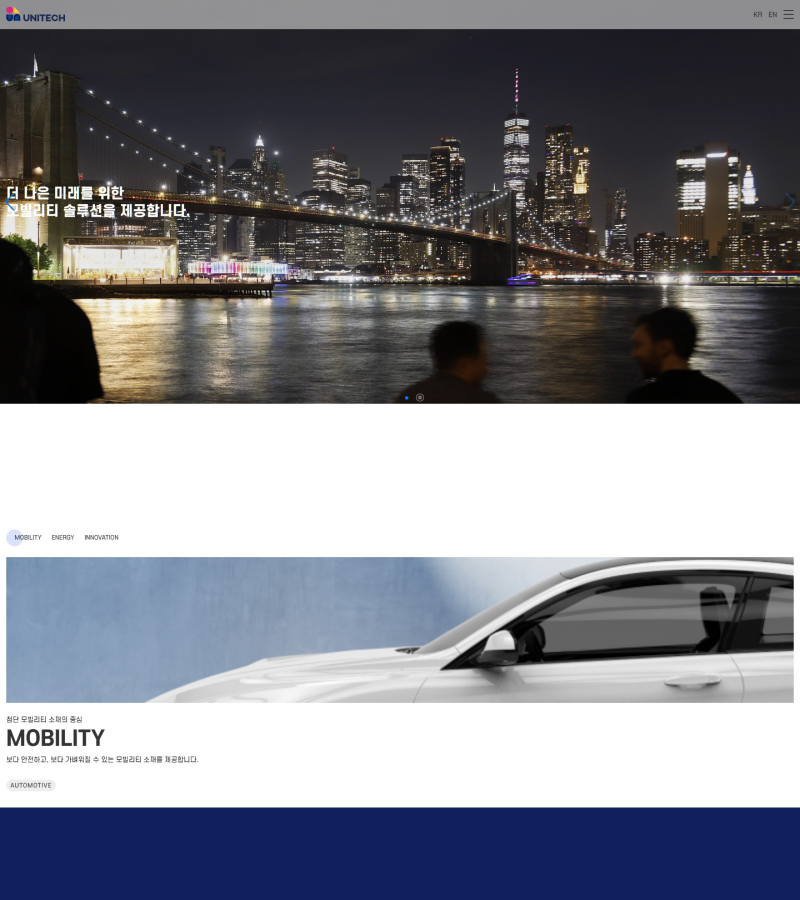 UNITECH
KR EN
더 나은 미래를 위한
모빌리티 솔루션을 제공합니다.
MOBILITY ENERGY INNOVATION
첨단 모빌리티 소재의 중심
MOBILITY
보다 안전하고, 보다 가벼워질 수 있는 모빌리티 소재를 제공합니다.
AUTOMOTIVE